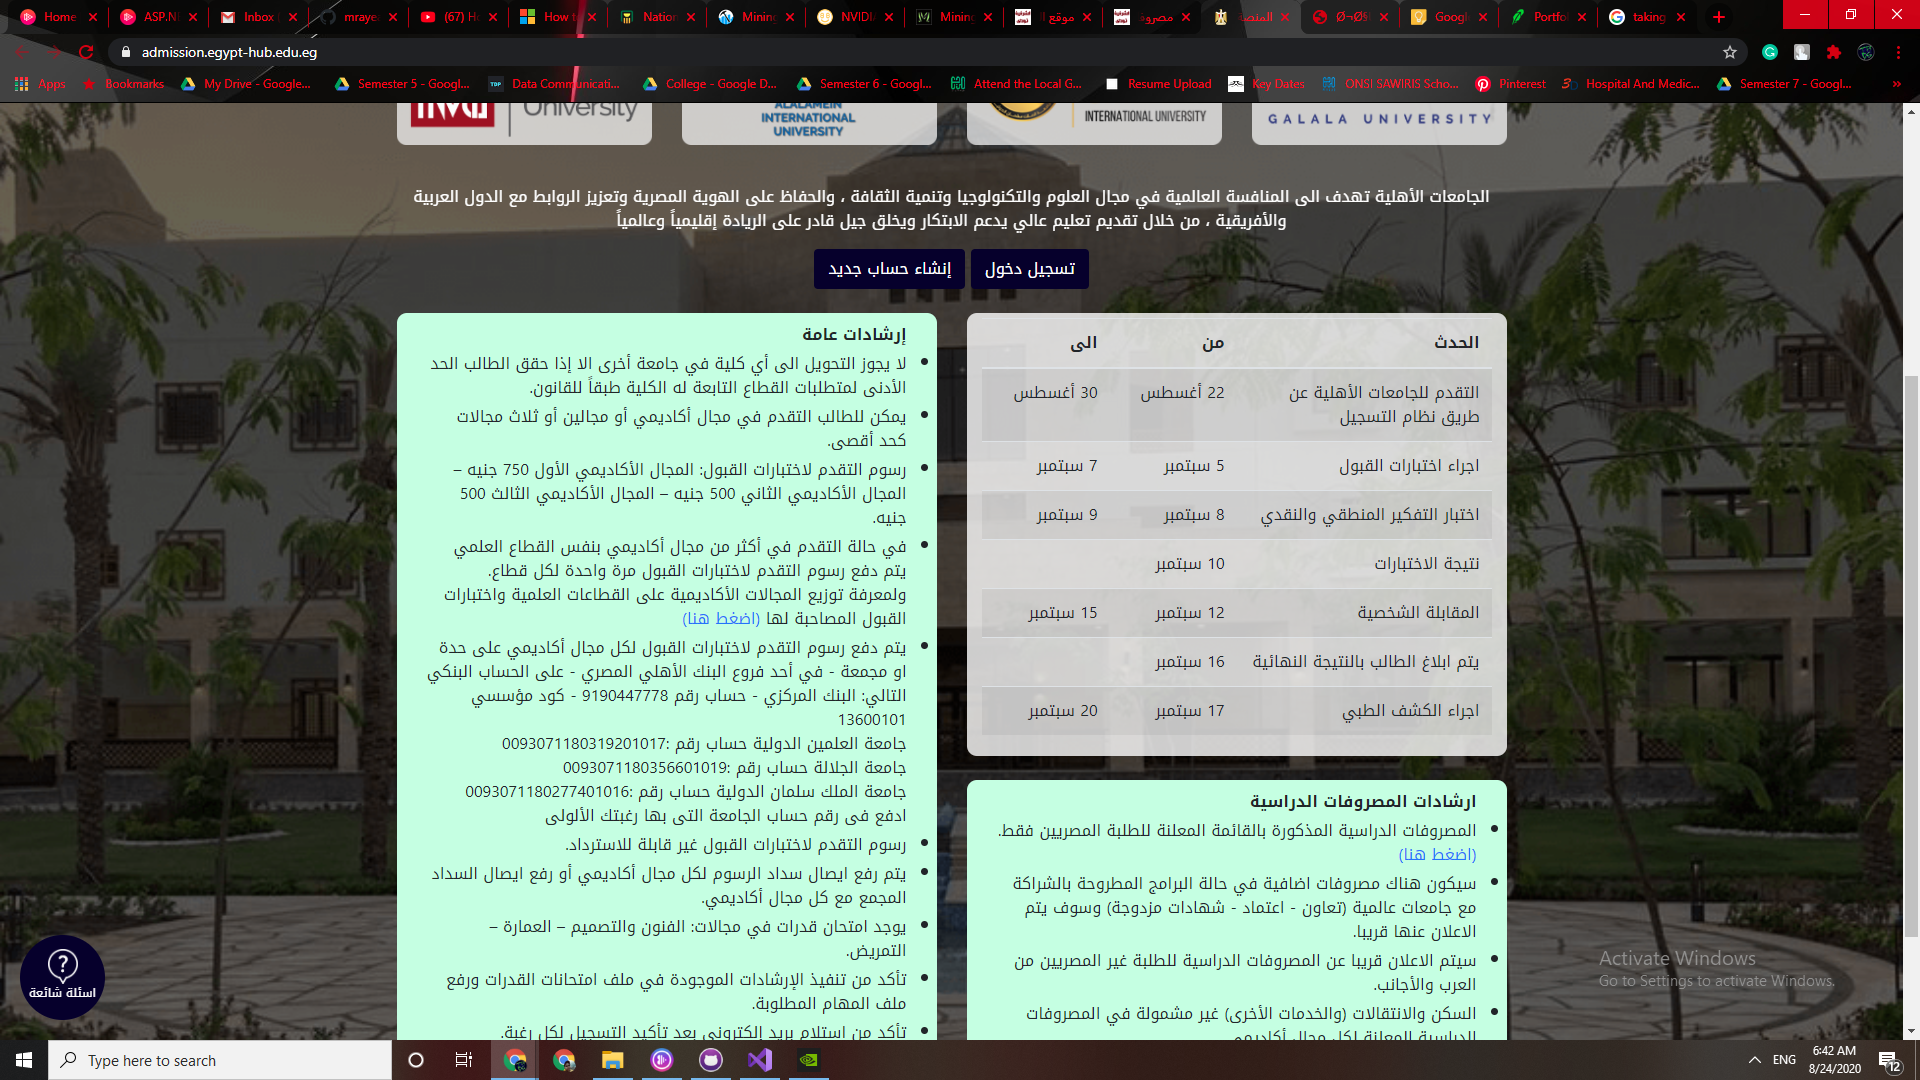 Home
ASP.N
Inbox (
mraye
(67) H
How t
Nation
Minin
NVIDI
Minin
موقع ال
مصروف
المنصة
Googl
Portfo
taking
admission.egypt-hub.edu.eg
Apps
Bookmarks
My Drive - Google...
Semester 5 - Googl...
Data Communicati...
College - Google D...
Semester 6 - Googl...
Attend the Local G...
Resume Upload
Key Dates
ONSI SAWIRIS Scho...
Pinterest
Hospital And Medic...
Semester 7 - Googl...
University
ALALAMEIN
INTERNATIONAL
UNIVERSITY
INTERNATIONAL UNIVERSITY
GALALA UNIVERSITY
الجامعات الأهلية تهدف الى المنافسة العالمية في مجال العلوم والتكنولوجيا وتنمية الثقافة ، والحفاظ على الهوية المصرية وتعزيز الروابط مع الدول العربية
والأفريقية ، من خلال تقديم تعليم عالي يدعم الابتكار ويخلق جيل قادر على الريادة إقليمياً وعالمياً
تسجيل دخول
إنشاء حساب جديد
الحدث من الى
التقدم للجامعات الأهلية عن 22 أغسطس 30 أغسطس
طريق نظام التسجيل
اجراء اختبارات القبول 5 سبتمبر 7 سبتمبر
اختبار التفكير المنطقي والنقدي 8 سبتمبر 9 سبتمبر
نتيجة الاختبارات 10 سبتمبر
المقابلة الشخصية 12 سبتمبر 15 سبتمبر
يتم ابلاغ الطالب بالنتيجة النهائية 16 سبتمبر
اجراء الكشف الطبي 17 سبتمبر 20 سبتمبر
ارشادات المصروفات الدراسية
المصروفات الدراسية المذكورة بالقائمة المعلنة للطلبة المصريين فقط.
(اضغط هنا)
سيكون هناك مصروفات اضافية في حالة البرامج المطروحة بالشراكة
مع جامعات عالمية (تعاون - اعتماد - شهادات مزدوجة) وسوف يتم
الاعلان عنها قريبا.
سيتم الاعلان قريبا عن المصروفات الدراسية للطلبة غير المصريين من
العرب والأجانب.
السكن والانتقالات (والخدمات الأخرى) غير مشمولة في المصروفات
الدراسية المعلنة لكل مجال أكاديمي.
إرشادات عامة
لا يجوز التحويل الى أي كلية في جامعة أخرى الا إذا حقق الطالب الحد
الأدنى لمتطلبات القطاع التابعة له الكلية طبقاً للقانون.
يمكن للطالب التقدم في مجال أكاديمي أو مجالين أو ثلاث مجالات
كحد أقصى.
رسوم التقدم لاختبارات القبول: المجال الأكاديمي الأول 750 جنيه –
المجال الأكاديمي الثاني 500 جنيه – المجال الأكاديمي الثالث 500
جنيه.
في حالة التقدم في أكثر من مجال أكاديمي بنفس القطاع العلمي
يتم دفع رسوم التقدم لاختبارات القبول مرة واحدة لكل قطاع.
ولمعرفة توزيع المجالات الأكاديمية على القطاعات العلمية واختبارات
القبول المصاحبة لها (اضغط هنا)
يتم دفع رسوم التقدم لاختبارات القبول لكل مجال أكاديمي على حدة
او مجمعة - في أحد فروع البنك الأهلي المصري - على الحساب البنكي
التالي: البنك المركزي - حساب رقم 9190447778 - كود مؤسسي
13600101
جامعة العلمين الدولية حساب رقم :0093071180319201017
جامعة الجلالة حساب رقم :0093071180356601019
جامعة الملك سلمان الدولية حساب رقم :0093071180277401016
ادفع فى رقم حساب الجامعة التى بها رغبتك الألولى
رسوم التقدم لاختبارات القبول غير قابلة للاسترداد.
يتم رفع ايصال سداد الرسوم لكل مجال أكاديمي أو رفع ايصال السداد
المجمع مع كل مجال أكاديمي.
يوجد امتحان قدرات في مجالات: الفنون والتصميم – العمارة –
التمريض.
تأكد من تنفيذ الإرشادات الموجودة في ملف امتحانات القدرات ورفع
ملف المهام المطلوبة.
تأكد من استلام بريد الكتروني بعد تأكيد التسجيل لكل رغبة.
اسئلة شائعة
Activate Windows
Go to Settings to activate Windows.
Type here to search
ENG
6:42 AM
8/24/2020
12